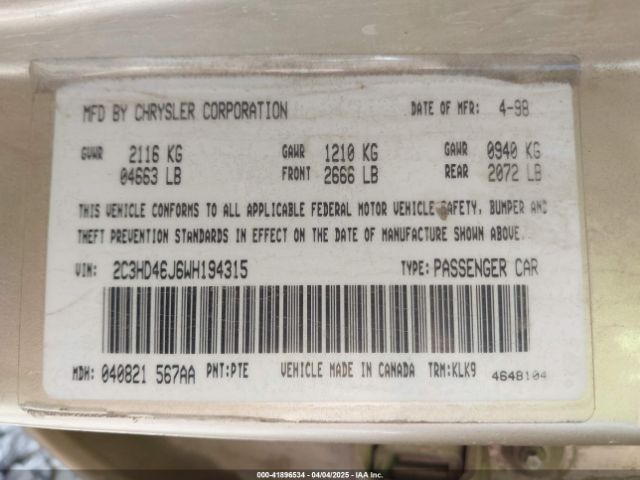 MFD BY CHRYSLER CORPORATION DATE OF MFR: 4-98
GVWR 2116 KG GAWR 1210 KG GAWR 0940 KG
04663 LB FRONT 2666 LB REAR 2072 LB
THIS VEHICLE CONFORMS TO ALL APPLICABLE FEDERAL MOTOR VEHICLE SAFETY, BUMPER AND
THEFT PREVENTION STANDARDS IN EFFECT ON THE DATE OF MANUFACTURE SHOWN ABOVE.
VIN: 2C3HD46J6WH194315 TYPE: PASSENGER CAR
MDH: 040821 567AA PNT:PTE VEHICLE MADE IN CANADA TRM:KLK9 4648104
000-41896534 - 04/04/2025 - IAA Inc.